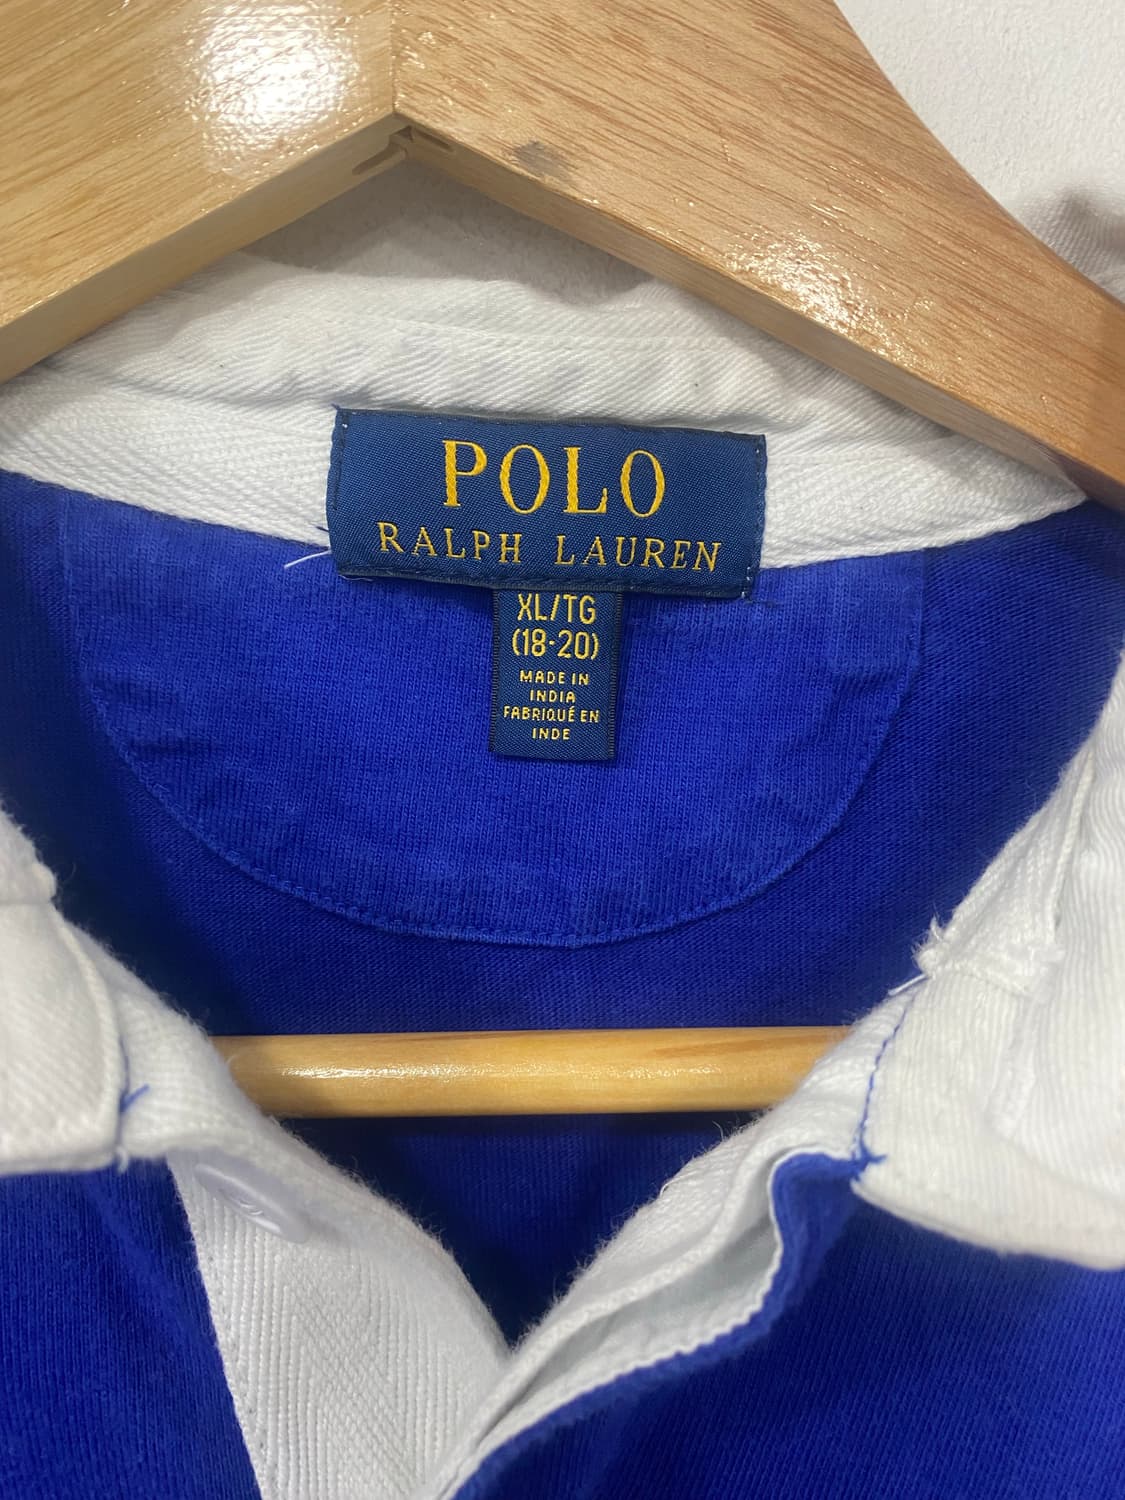 POLO
RALPH LAUREN
XL/TG
(18-20)
MADE IN
INDIA
FABRIQUÉ EN
INDE